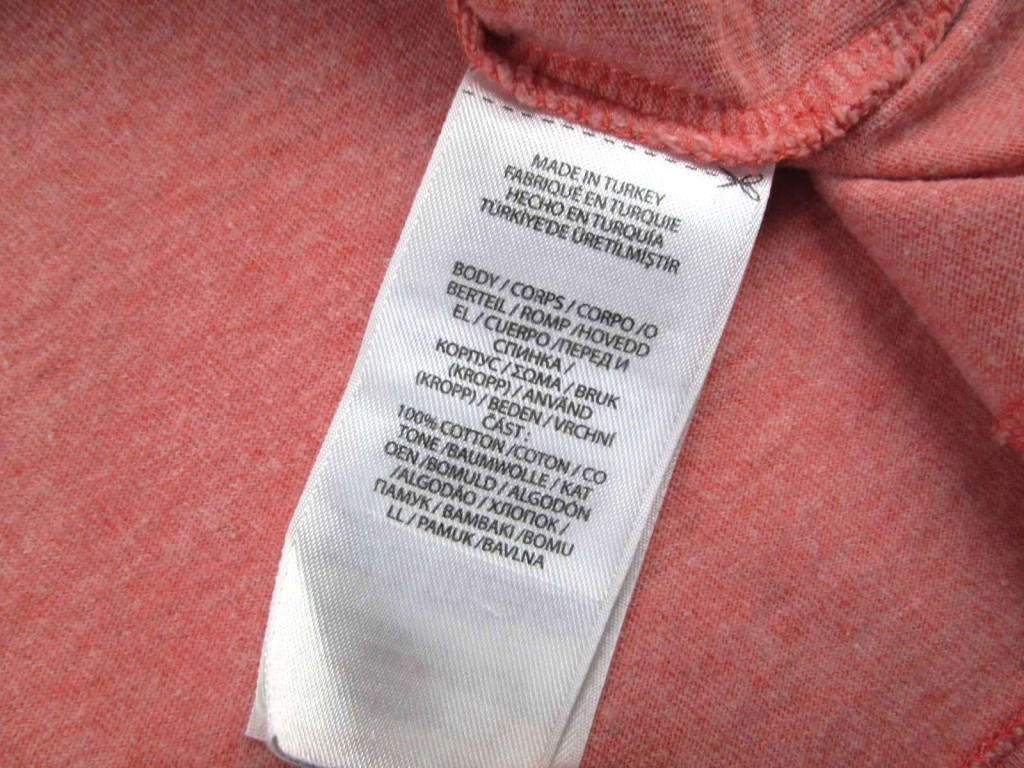 MADE IN TURKEY
FABRIQUÉ EN TURQUIE
HECHO EN TURQUÍA
TÜRKİYE'DE ÜRETİLMİŞTİR
BODY / CORPS / CORPO /O
BERTEIL / ROMP /HOVEDD
EL / CUERPO /ПЕРЕД И
СПИНКА /
КОРПУС / ΣΩΜΑ / BRUK
(KROPP) / ANVÄND
(KROPP) / BEDEN / VRCHNÍ
ČAST :
100% COTTON /COTON / CO
TONE /BAUMWOLLE / KAT
OEN /BOMULD / ALGODÓN
/ALGODÃO / ХЛОПОК /
ПАМУК / BAMBAKI /BOMU
LL / PAMUK /BAVLNA